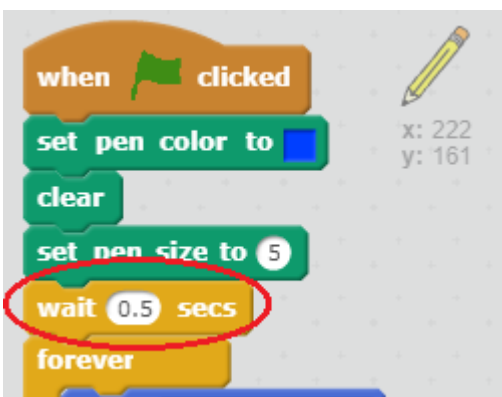 when clicked
set pen color to
x: 222
y: 161
clear
set pen size to 5
wait 0.5 secs
forever